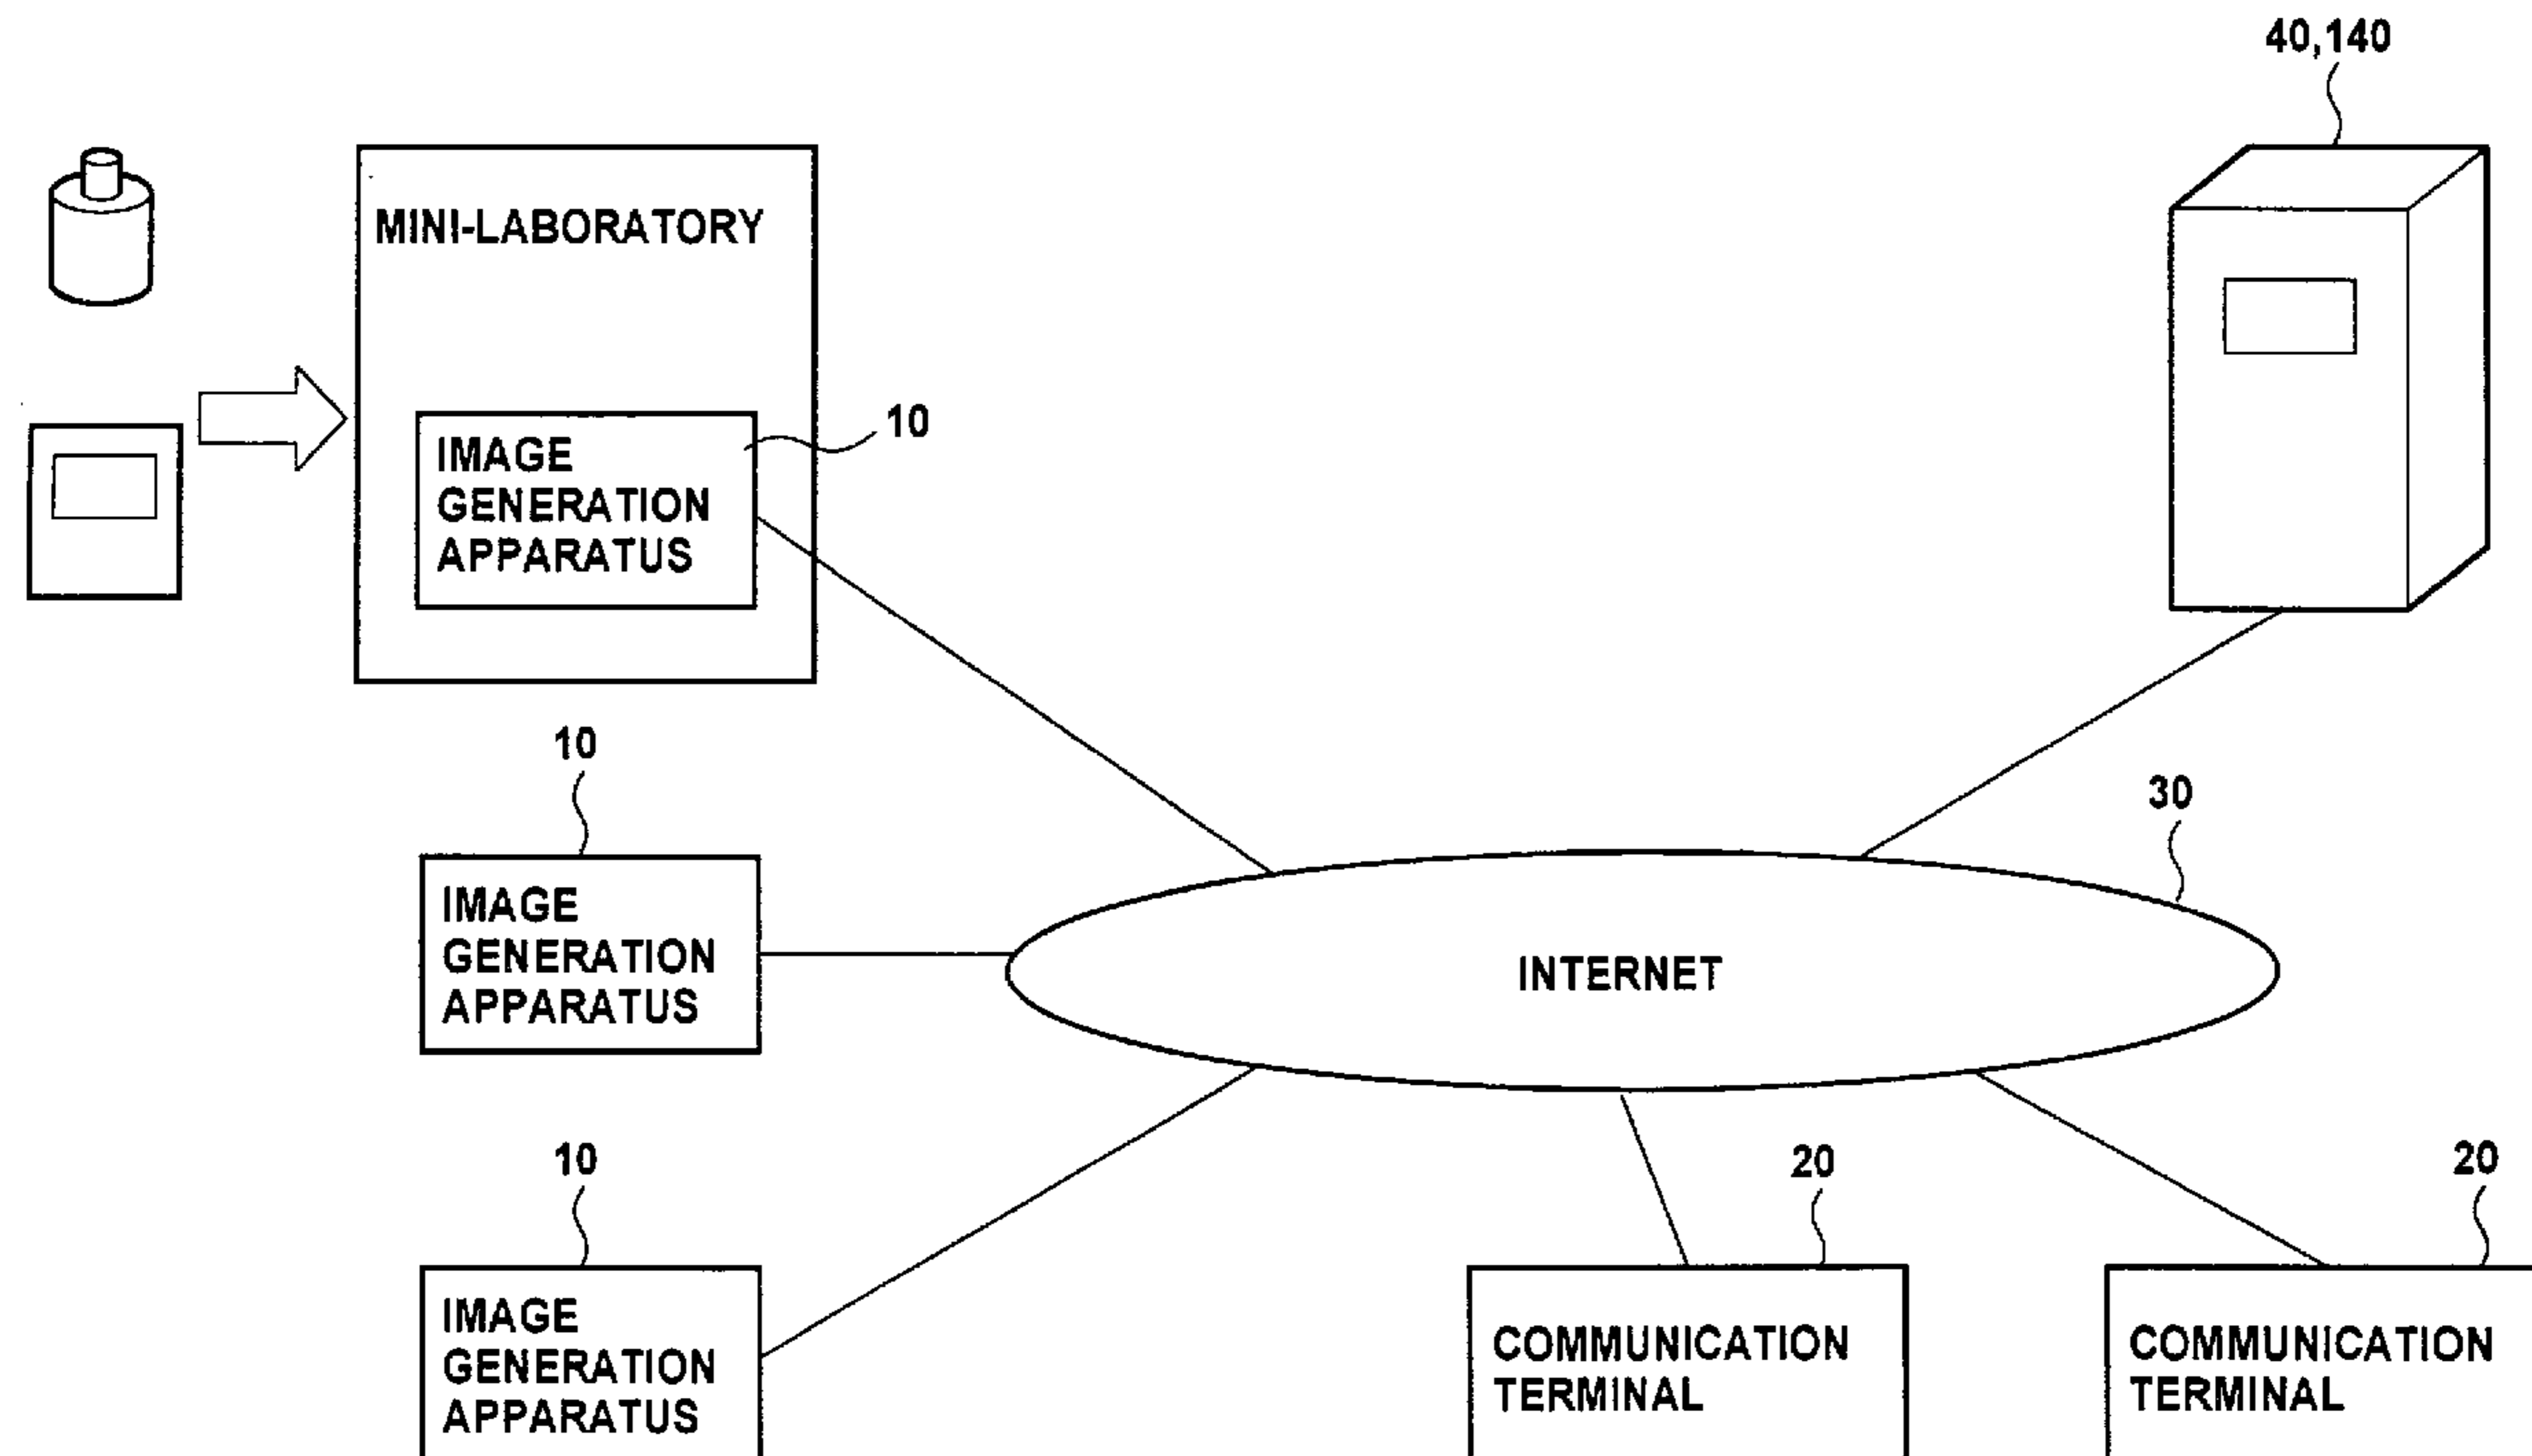 40,140
MINI-LABORATORY
10
IMAGE
GENERATION
APPARATUS
10
30
IMAGE
GENERATION
APPARATUS
INTERNET
10
20
20
IMAGE
GENERATION
APPARATUS
COMMUNICATION
TERMINAL
COMMUNICATION
TERMINAL